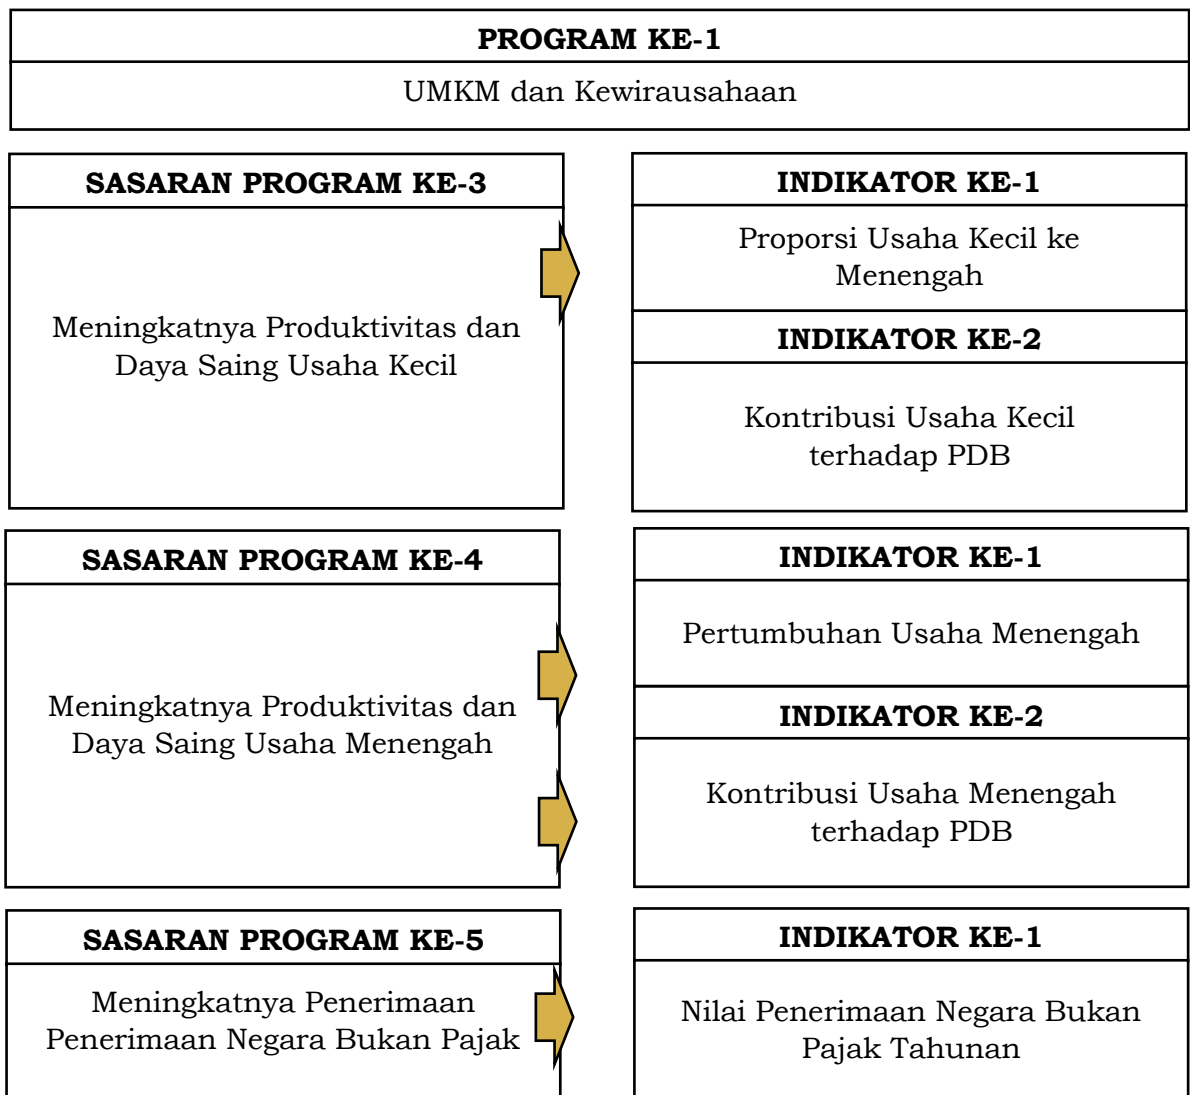 PROGRAM KE-1
UMKM dan Kewirausahaan
SASARAN PROGRAM KE-3
Meningkatnya Produktivitas dan
Daya Saing Usaha Kecil
INDIKATOR KE-1
Proporsi Usaha Kecil ke
Menengah
INDIKATOR KE-2
Kontribusi Usaha Kecil
terhadap PDB
SASARAN PROGRAM KE-4
Meningkatnya Produktivitas dan
Daya Saing Usaha Menengah
INDIKATOR KE-1
Pertumbuhan Usaha Menengah
INDIKATOR KE-2
Kontribusi Usaha Menengah
terhadap PDB
SASARAN PROGRAM KE-5
Meningkatnya Penerimaan
Penerimaan Negara Bukan Pajak
INDIKATOR KE-1
Nilai Penerimaan Negara Bukan
Pajak Tahunan